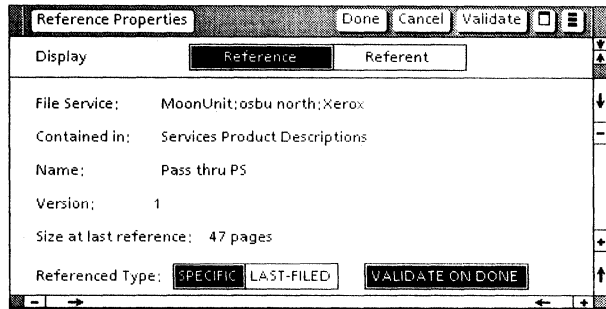 Reference Properties Done Cancel Validate
Display Reference Referent
File Service: MoonUnit:osbu north:Xerox
Contained in: Services Product Descriptions
Name: Pass thru PS
Version: 1
Size at last reference: 47 pages
Referenced Type: SPECIFIC LAST-FILED VALIDATE ON DONE